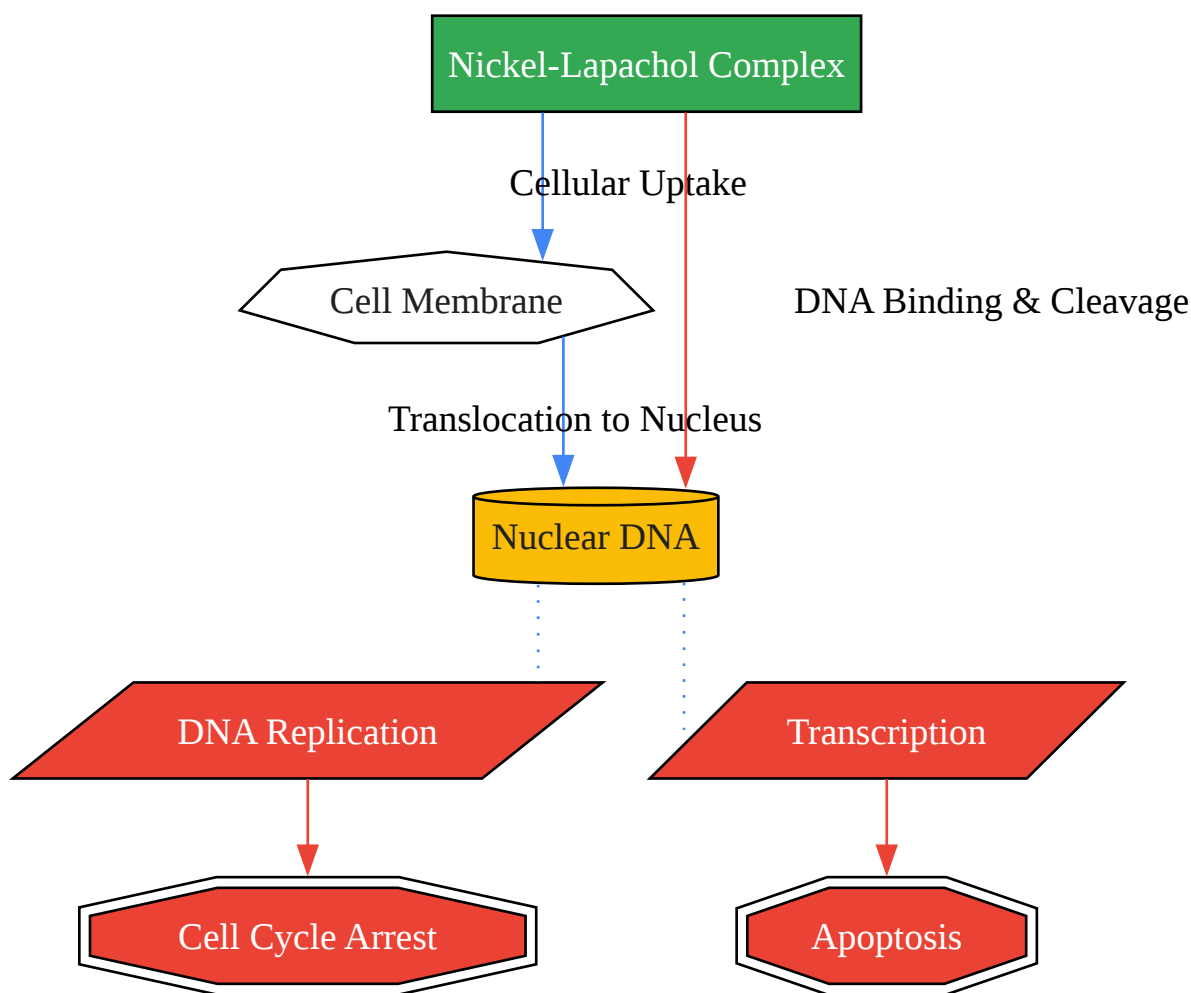 Nickel-Lapachol Complex
Cellular Uptake
Cell Membrane
DNA Binding & Cleavage
Translocation to Nucleus
Nuclear DNA
DNA Replication
Transcription
Cell Cycle Arrest
Apoptosis